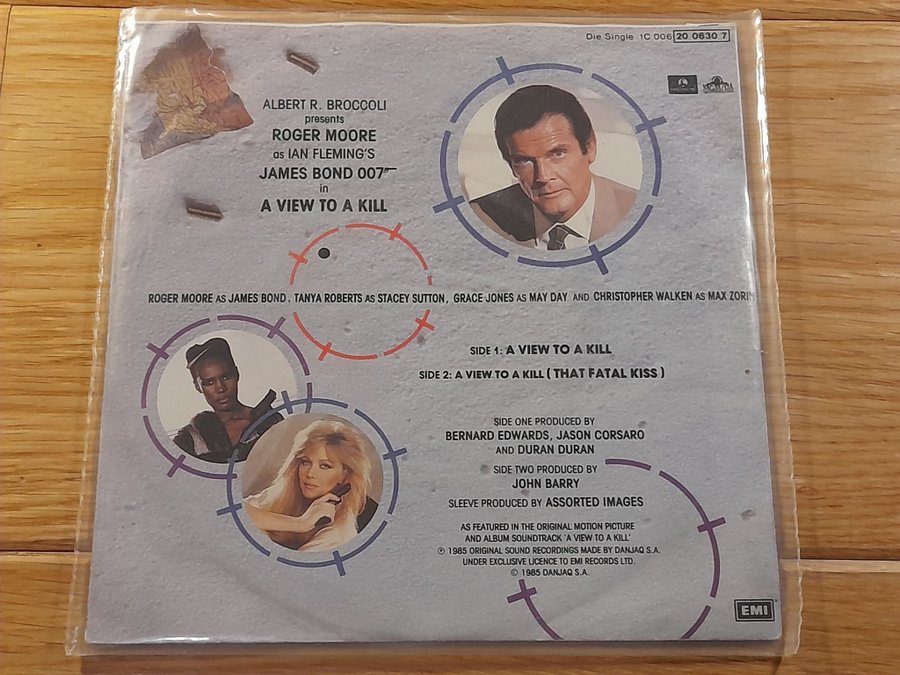 Die Single 1C 006 20 0630 7
ALBERT R. BROCCOLI
presents
ROGER MOORE
as IAN FLEMING'S
JAMES BOND 007
in
A VIEW TO A KILL
ROGER MOORE AS JAMES BOND, TANYA ROBERTS AS STACEY SUTTON, GRACE JONES AS MAY DAY AND CHRISTOPHER WALKEN AS MAX ZORIN
SIDE 1: A VIEW TO A KILL
SIDE 2: A VIEW TO A KILL (THAT FATAL KISS)
SIDE ONE PRODUCED BY
BERNARD EDWARDS, JASON CORSARO
AND DURAN DURAN
SIDE TWO PRODUCED BY
JOHN BARRY
SLEEVE PRODUCED BY ASSORTED IMAGES
AS FEATURED IN THE ORIGINAL MOTION PICTURE
AND ALBUM SOUNDTRACK 'A VIEW TO A KILL'
℗ 1985 ORIGINAL SOUND RECORDINGS MADE BY DANJAQ S.A.
UNDER EXCLUSIVE LICENCE TO EMI RECORDS LTD.
© 1985 DANJAQ S.A.
EMI